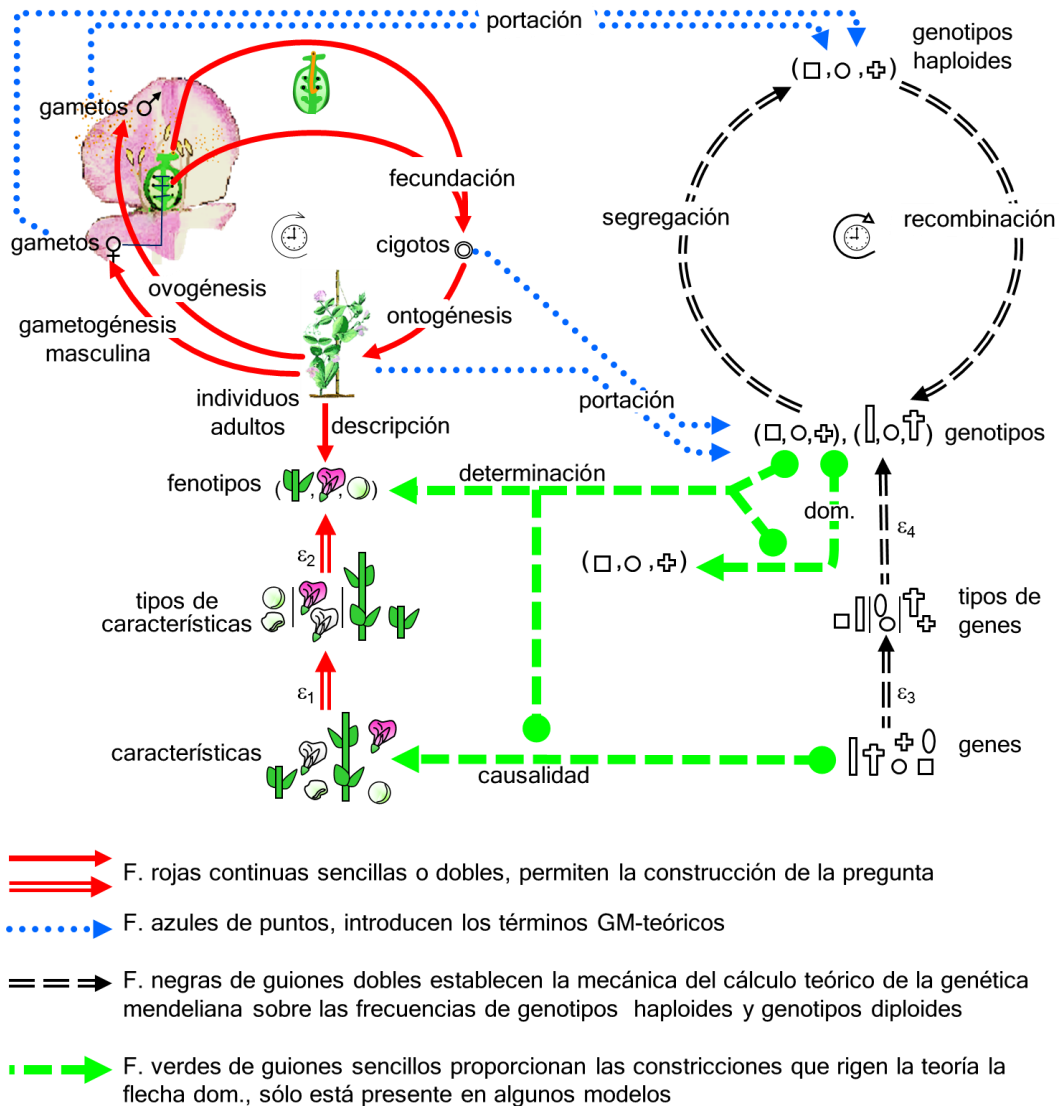 portación
genotipos
haploides
( , , )
gametos ♂
fecundación
segregación
recombinación
gametos ♀
cigotos
ovogénesis
ontogénesis
gametogénesis
masculina
portación
individuos
adultos
descripción
( , , ), ( , , ) genotipos
determinación
fenotipos ( , , )
dom.
ε2
ε4
( , , )
tipos de
características
tipos de
genes
ε1
ε3
características
genes
causalidad
F. rojas continuas sencillas o dobles, permiten la construcción de la pregunta
F. azules de puntos, introducen los términos GM-teóricos
F. negras de guiones dobles establecen la mecánica del cálculo teórico de la genética
mendeliana sobre las frecuencias de genotipos haploides y genotipos diploides
F. verdes de guiones sencillos proporcionan las constricciones que rigen la teoría la
flecha dom., sólo está presente en algunos modelos